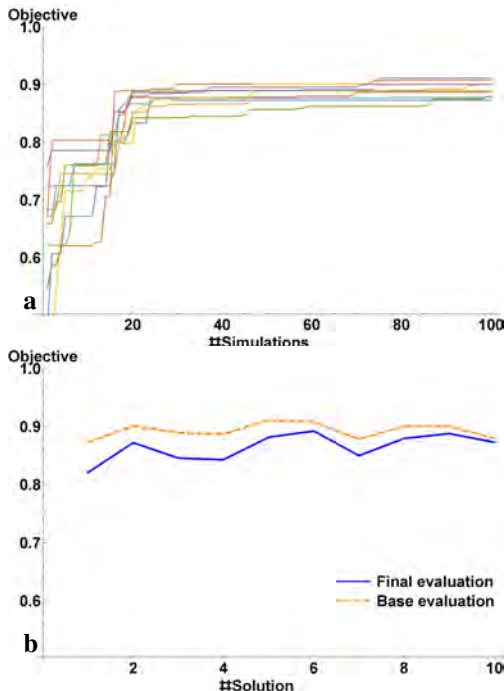 Objective
1.0
0.9
0.8
0.7
0.6
a
20 40 60 80 100
#Simulations
Objective
1.0
0.9
0.8
0.7
0.6
Final evaluation
Base evaluation
b
2 4 6 8 10
#Solution